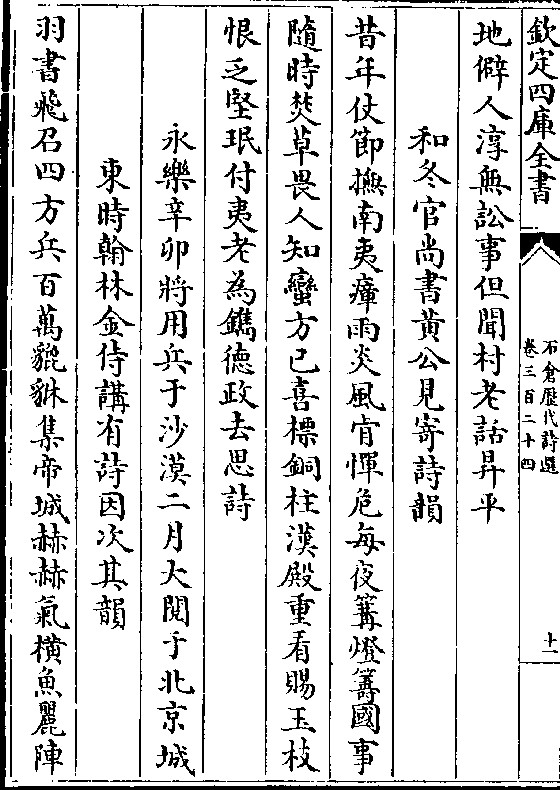 欽定四庫全書
石倉歷代詩選
卷三百二十四
十一
地僻人淳無訟事但聞村老話昇平
和冬官尚書黃公見寄詩韻
昔年仗節撫南夷瘴雨炎風肯憚危每夜篝燈籌國事
隨時焚草畏人知蠻方已喜標銅柱漢殿重看賜玉枝
恨乏堅珉付夷老為鐫德政去思詩
永樂辛卯將用兵于沙漠二月大閱于北京城
東時翰林金侍講有詩因次其韻
羽書飛召四方兵百萬貔貅集帝城赫赫氣橫魚麗陣